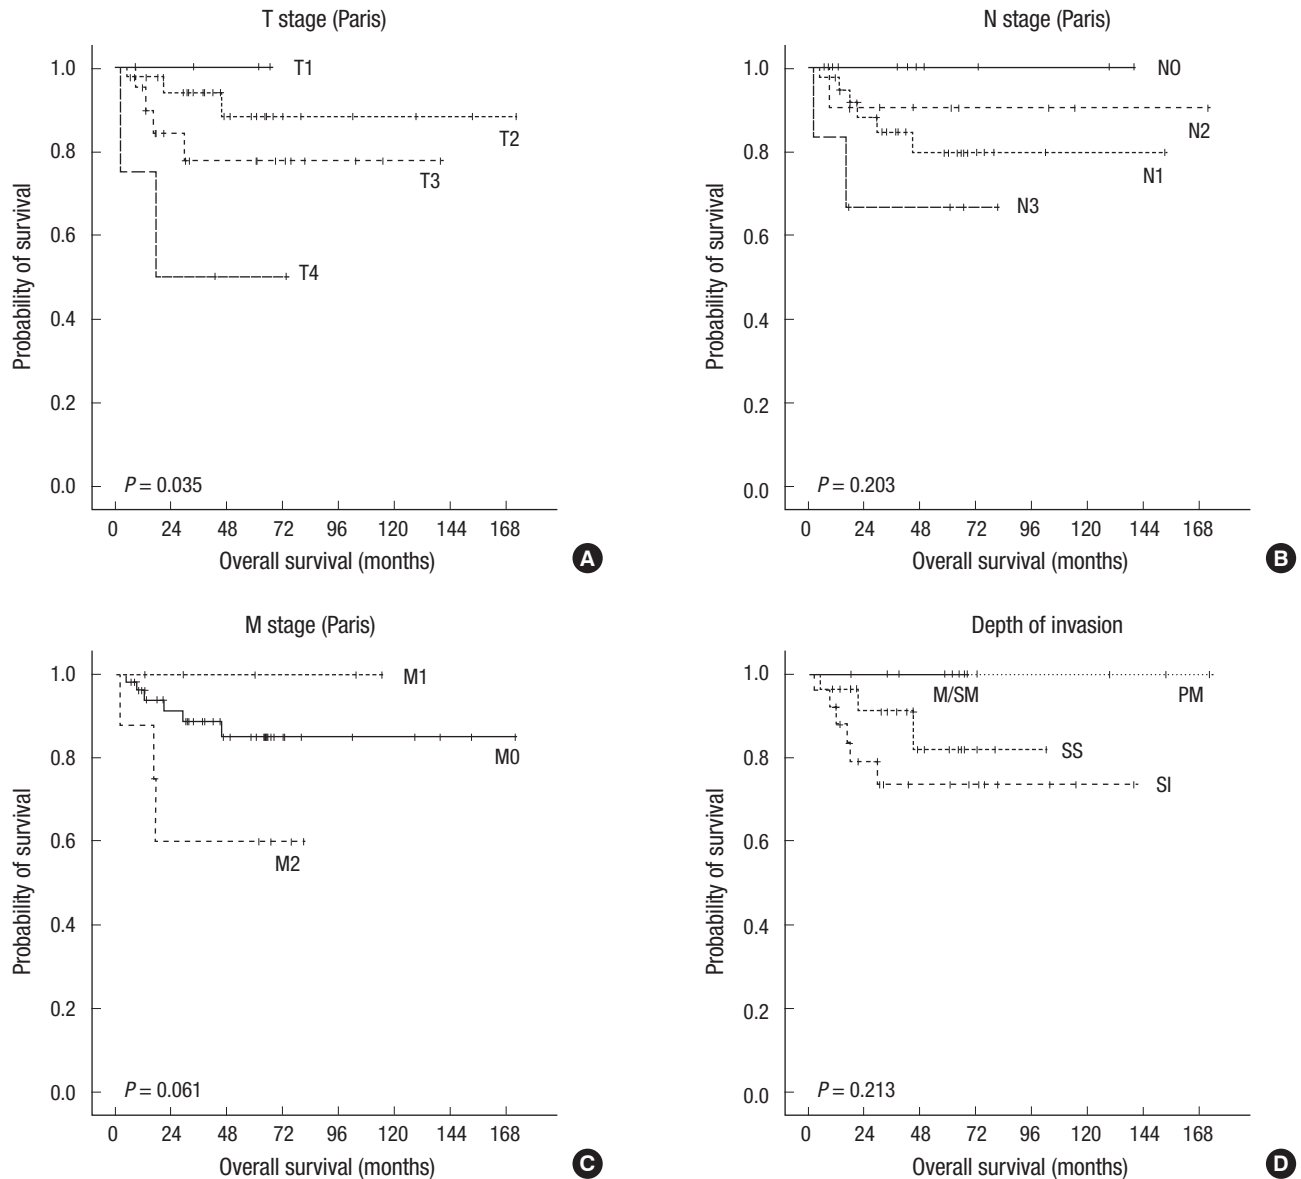 T stage (Paris)
1.0
0.8
0.6
0.4
0.2
0.0
Probability of survival
T1
T2
T3
T4
P = 0.035
0 24 48 72 96 120 144 168
Overall survival (months)
A
N stage (Paris)
1.0
0.8
0.6
0.4
0.2
0.0
Probability of survival
N0
N2
N1
N3
P = 0.203
0 24 48 72 96 120 144 168
Overall survival (months)
B
M stage (Paris)
1.0
0.8
0.6
0.4
0.2
0.0
Probability of survival
M1
M0
M2
P = 0.061
0 24 48 72 96 120 144 168
Overall survival (months)
C
Depth of invasion
1.0
0.8
0.6
0.4
0.2
0.0
Probability of survival
M/SM PM
SS
SI
P = 0.213
0 24 48 72 96 120 144 168
Overall survival (months)
D